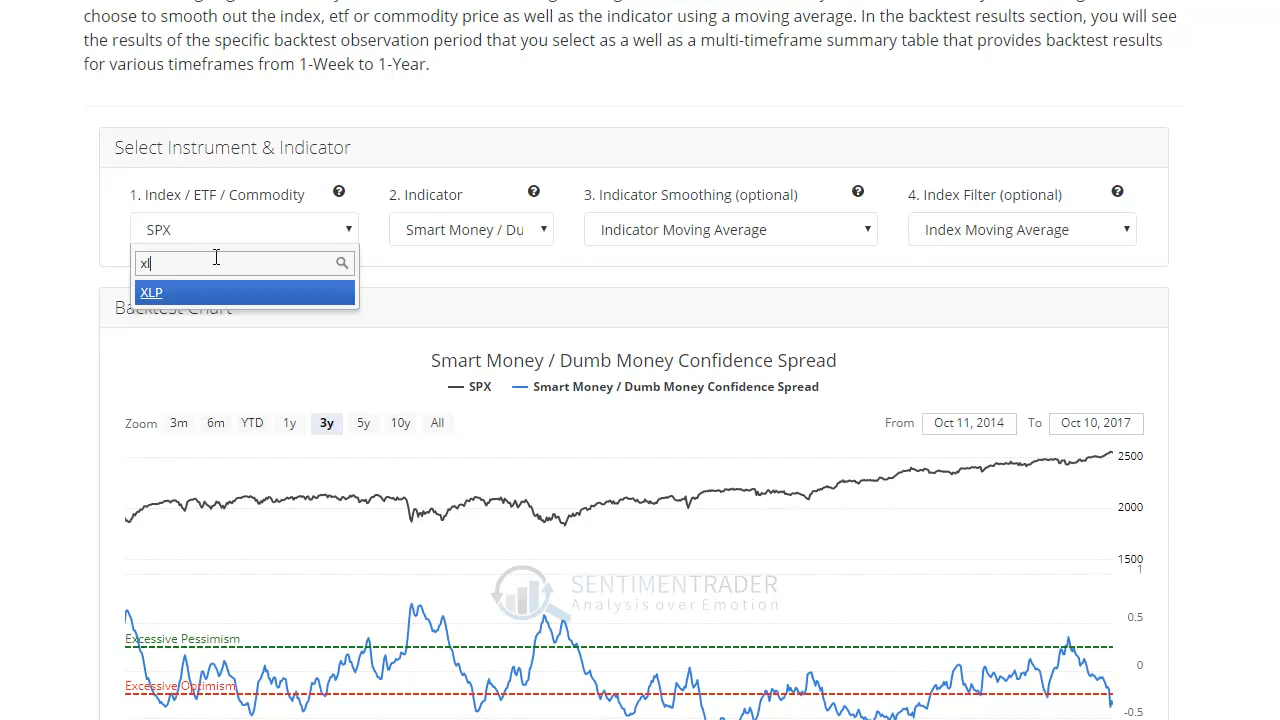 choose to smooth out the index, etf or commodity price as well as the indicator using a moving average. In the backtest results section, you will see
the results of the specific backtest observation period that you select as a well as a multi-timeframe summary table that provides backtest results
for various timeframes from 1-Week to 1-Year.
Select Instrument & Indicator
1. Index / ETF / Commodity
2. Indicator
3. Indicator Smoothing (optional)
4. Index Filter (optional)
SPX
Smart Money / Du
Indicator Moving Average
Index Moving Average
xl
XLP
Backtest Chart
Smart Money / Dumb Money Confidence Spread
SPX
Smart Money / Dumb Money Confidence Spread
Zoom 3m 6m YTD 1y 3y 5y 10y All
From Oct 11, 2014 To Oct 10, 2017
2500
2000
1500
1
SENTIMENTRADER
Analysis over Emotion
0.5
Excessive Pessimism
0
Excessive Optimism
-0.5